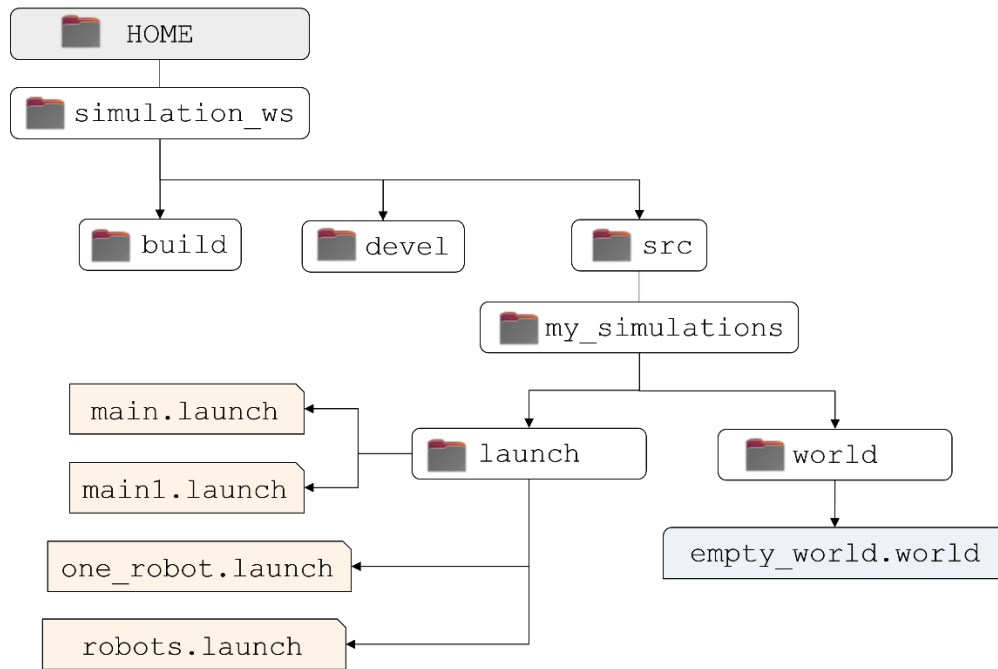 HOME
simulation_ws
build
devel
src
my_simulations
main.launch
launch
world
main1.launch
empty_world.world
one_robot.launch
robots.launch